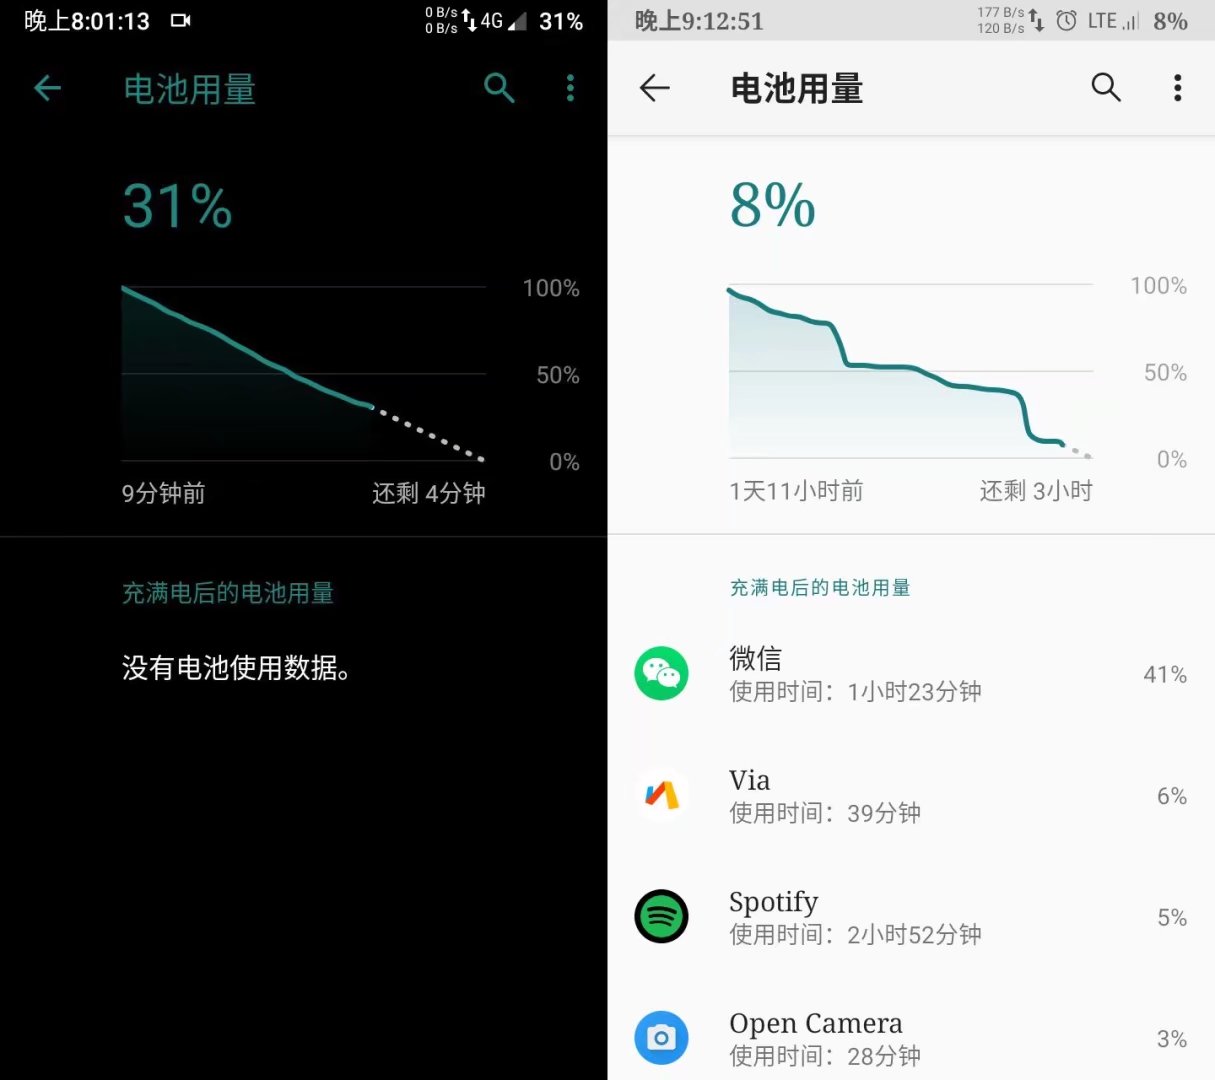 晚上8:01:13
0 B/s
0 B/s
4G
31%
电池用量
31%
100%
50%
0%
9分钟前
还剩 4分钟
充满电后的电池用量
没有电池使用数据。
晚上9:12:51
177 B/s
120 B/s
LTE
8%
电池用量
8%
100%
50%
0%
1天11小时前
还剩 3小时
充满电后的电池用量
微信
41%
使用时间：1小时23分钟
Via
6%
使用时间：39分钟
Spotify
5%
使用时间：2小时52分钟
Open Camera
3%
使用时间：28分钟